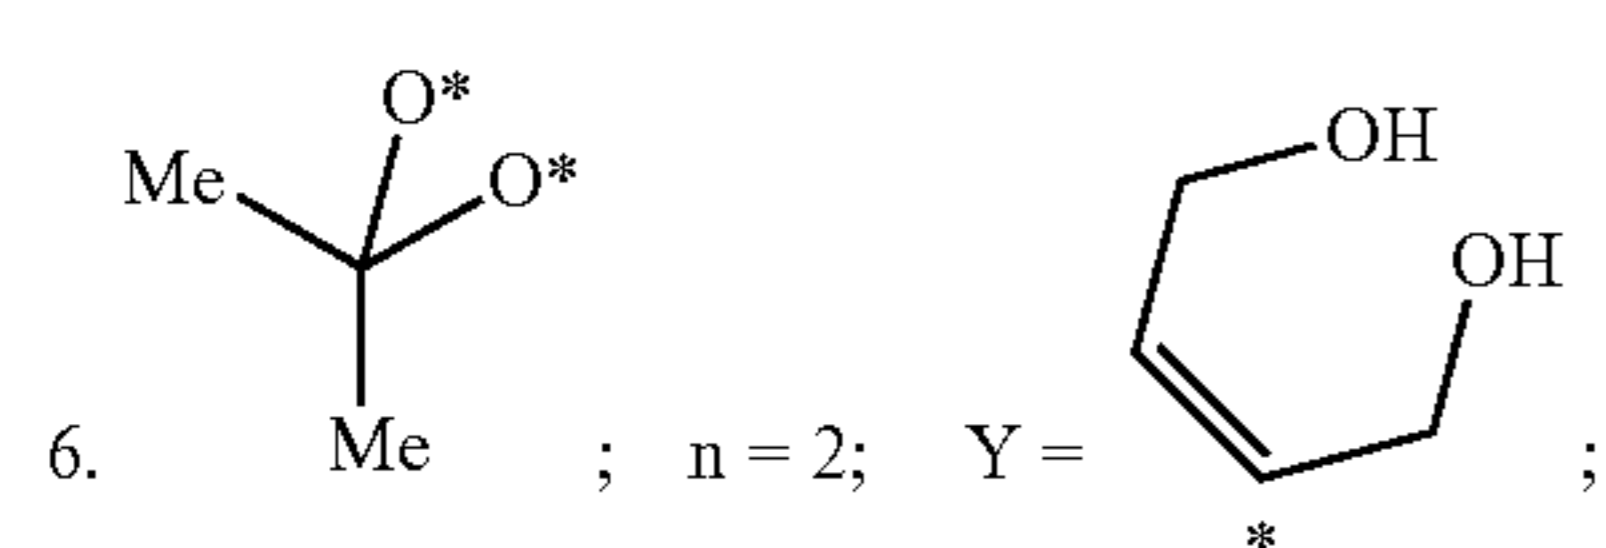 O*
OH
Me
O*
OH
6. Me ; n = 2; Y = ;
*